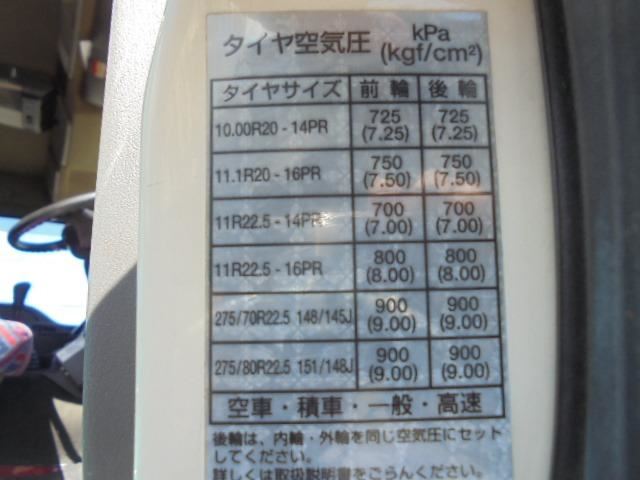 タイヤ空気圧 kPa
(kgf/cm²)
タイヤサイズ 前輪 後輪
10.00R20 - 14PR 725 (7.25) 725 (7.25)
11.1R20 - 16PR 750 (7.50) 750 (7.50)
11R22.5 - 14PR 700 (7.00) 700 (7.00)
11R22.5 - 16PR 800 (8.00) 800 (8.00)
275/70R22.5 148/145J 900 (9.00) 900 (9.00)
275/80R22.5 151/148J 900 (9.00) 900 (9.00)
空車・積車・一般・高速
後輪は、内輪・外輪を同じ空気圧にセット
してください。
詳しくは取扱説明書をごらんください。